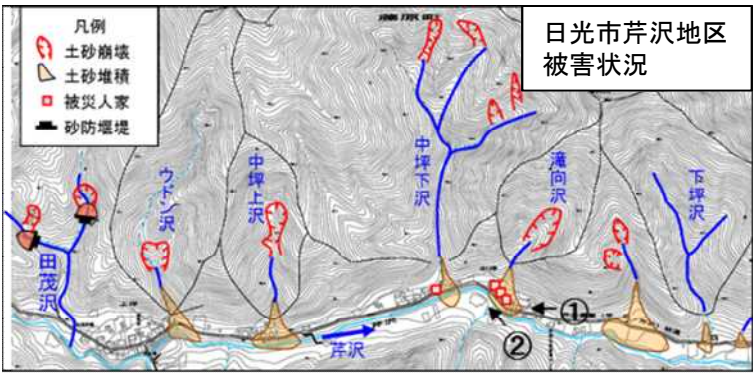 凡例
土砂崩壊
土砂堆積
被災人家
砂防堰堤
日光市芹沢地区
被害状況
田茂沢
ウドン沢
中坪上沢
中坪下沢
滝向沢
下坪沢
芹沢
①
②